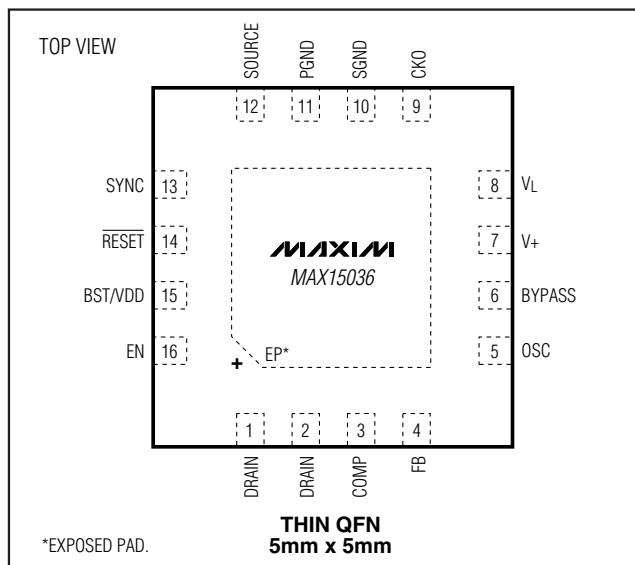 TOP VIEW
SOURCE
PGND
SGND
CKO
12
11
10
9
SYNC 13
RESET 14
BST/VDD 15
EN 16
8 VL
7 V+
6 BYPASS
5 OSC
MAXIM
MAX15036
+
EP*
1
2
3
4
DRAIN
DRAIN
COMP
FB
*EXPOSED PAD.
THIN QFN
5mm x 5mm